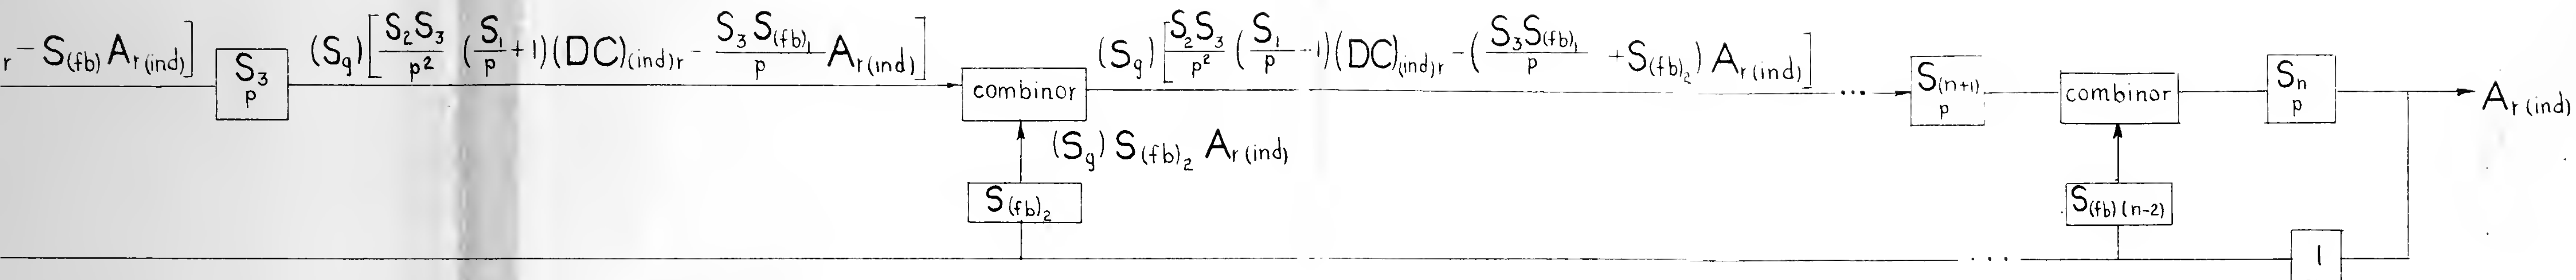 r - S(fb) Ar(ind)]
S3
p
(Sg)[S2S3/p² (S1/p + 1)(DC)(ind)r - S3S(fb)1/p Ar(ind)]
combinor
(Sg)[S2S3/p² (S1/p - 1)(DC)(ind)r - (S3S(fb)1/p + S(fb)2) Ar(ind)]
...
S(n+1)
p
combinor
Sn
p
Ar(ind)
(Sg) S(fb)2 Ar(ind)
S(fb)2
S(fb)(n-2)
...
1